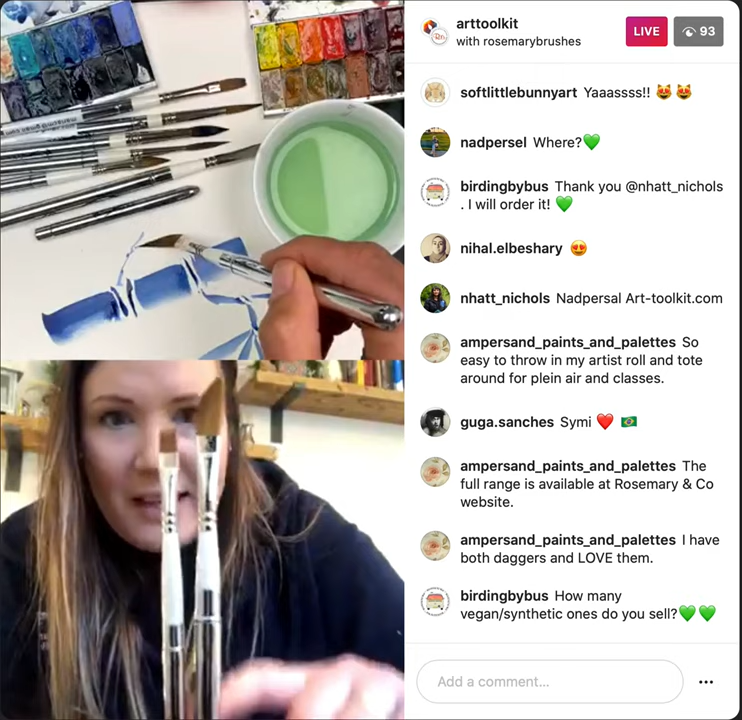 arttoolkit
with rosemarybrushes
LIVE
93
softlittlebunnyart Yaaassss!! 😻 😻
nadpersel Where?💚
birdingbybus Thank you @nhatt_nichols
. I will order it! 💚
nihal.elbeshary 😍
nhatt_nichols Nadpersal Art-toolkit.com
ampersand_paints_and_palettes So
easy to throw in my artist roll and tote
around for plein air and classes.
guga.sanches Symi ❤️ 🇧🇷
ampersand_paints_and_palettes The
full range is available at Rosemary & Co
website.
ampersand_paints_and_palettes I have
both daggers and LOVE them.
birdingbybus How many
vegan/synthetic ones do you sell?💚💚
Add a comment...